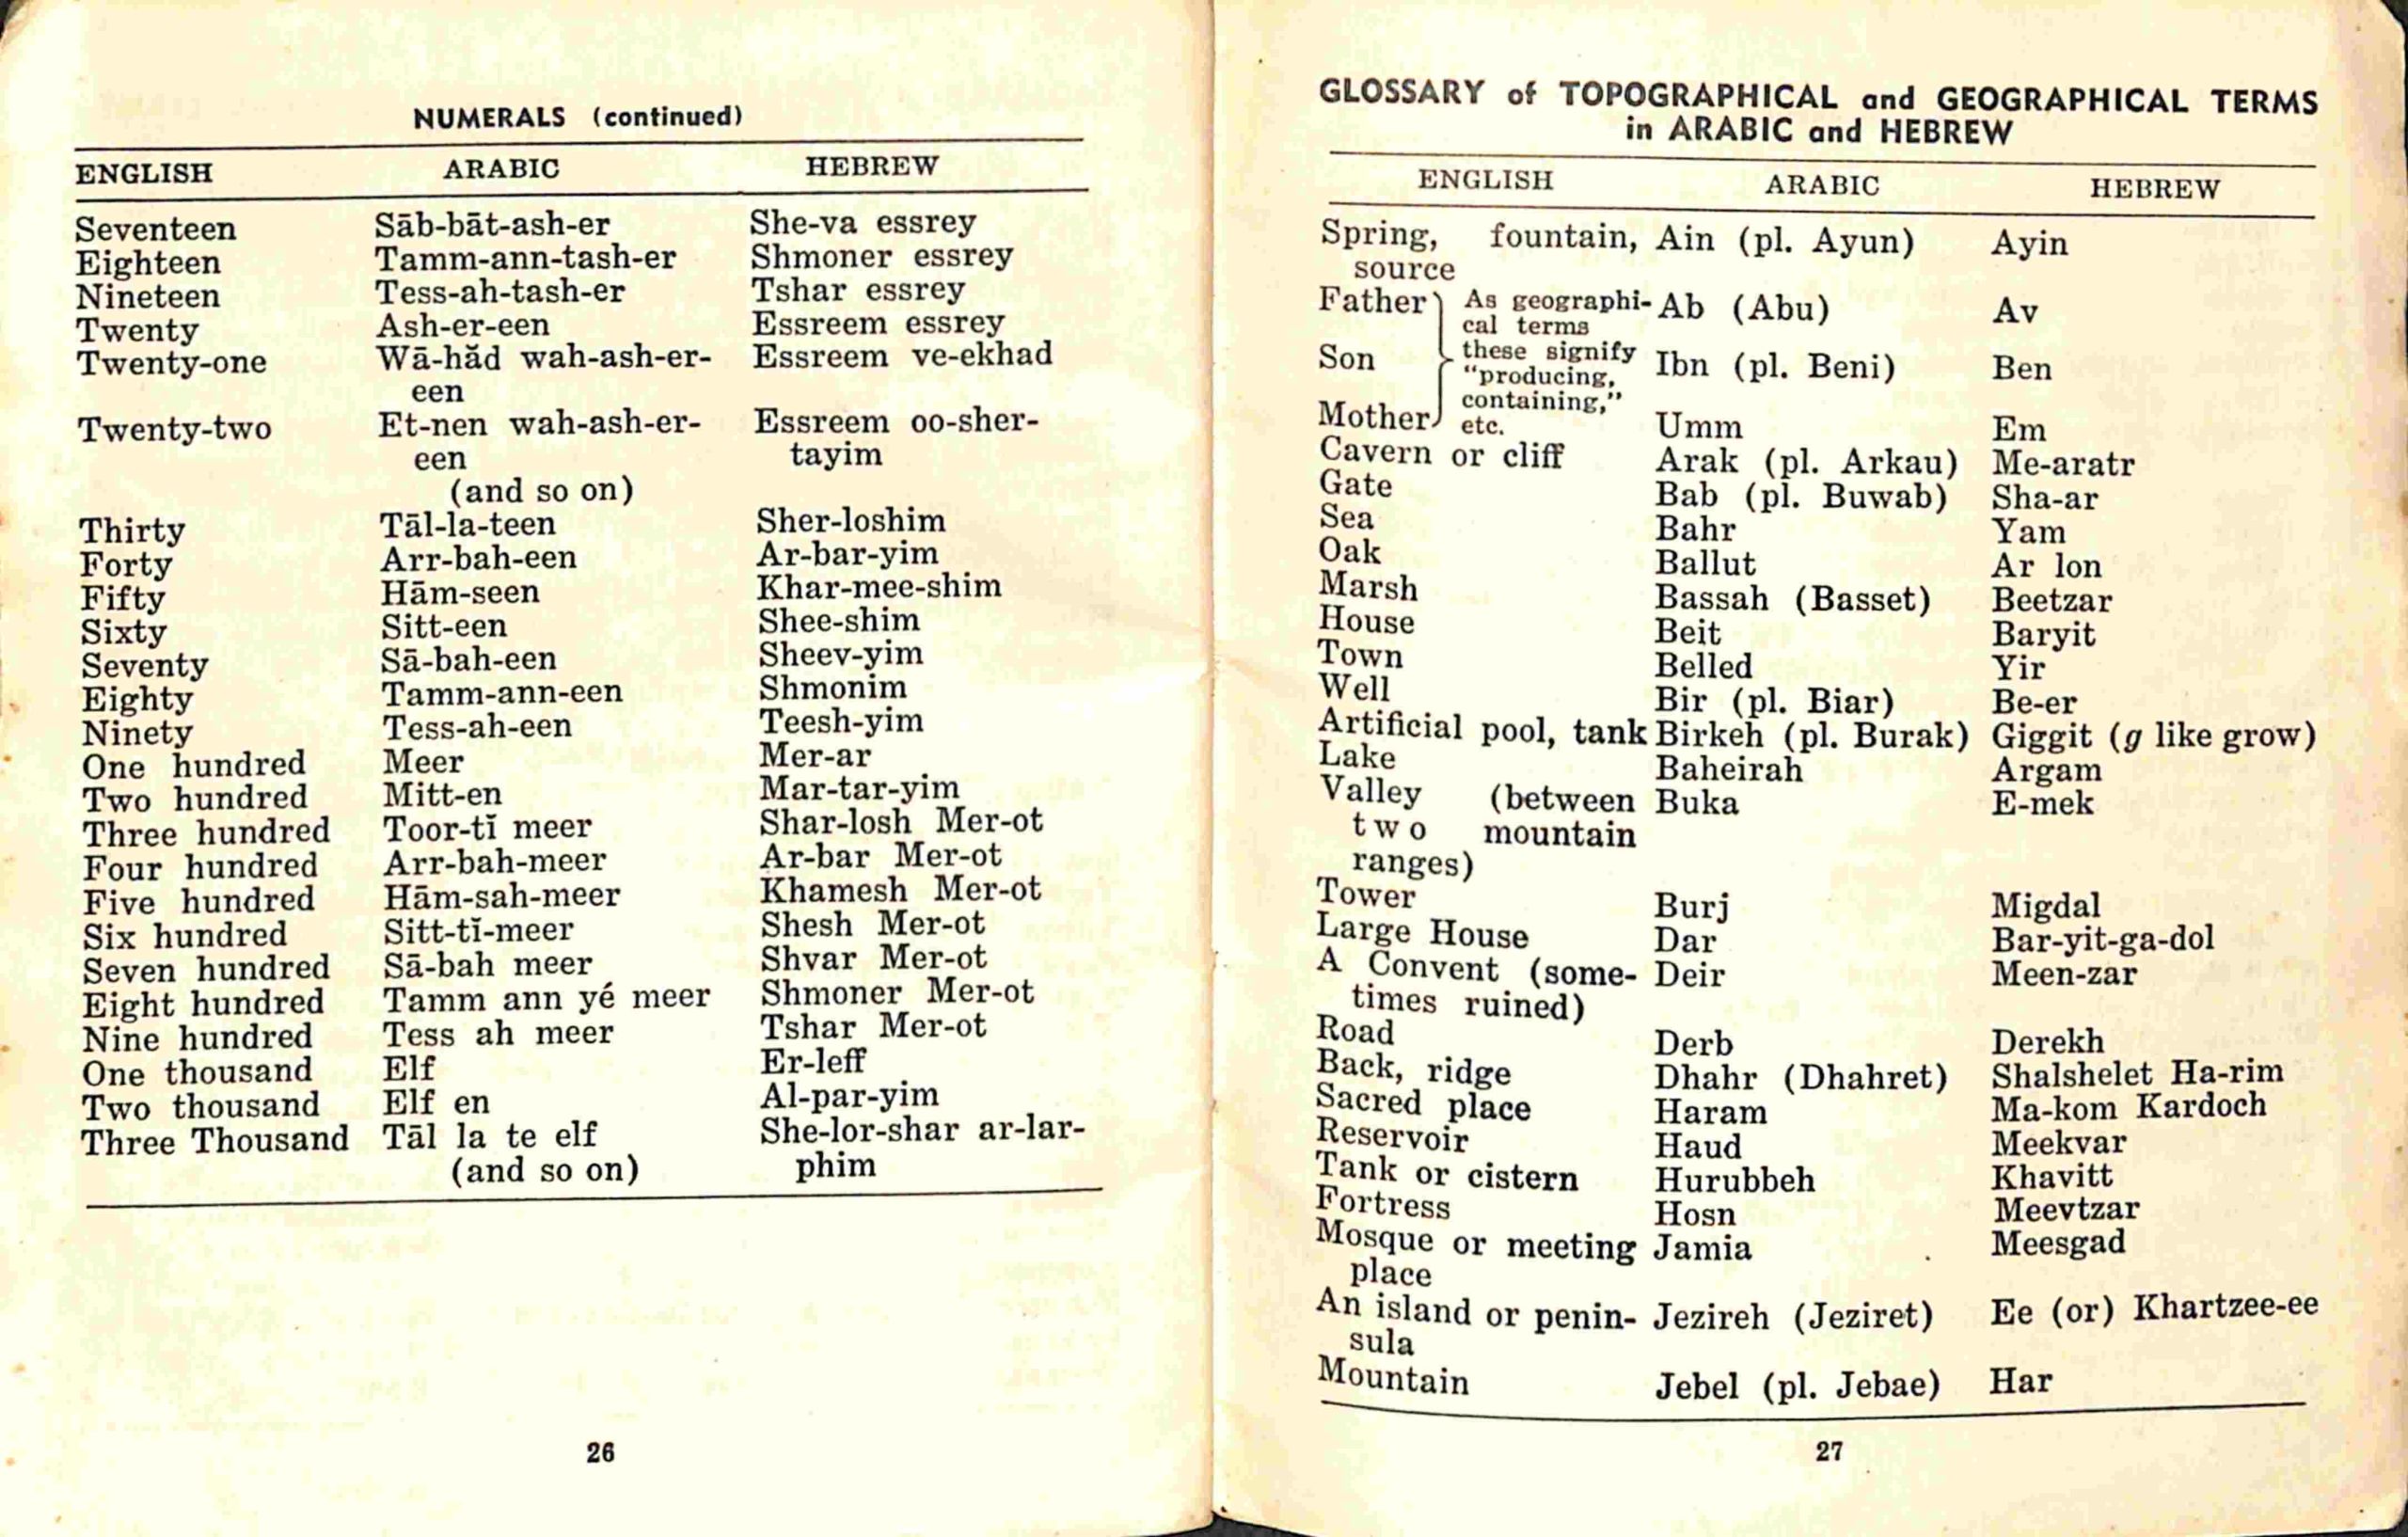 NUMERALS (continued)
ENGLISH ARABIC HEBREW
Seventeen Sāb-bāt-ash-er She-va essrey
Eighteen Tamm-ann-tash-er Shmoner essrey
Nineteen Tess-ah-tash-er Tshar essrey
Twenty Ash-er-een Essreem essrey
Twenty-one Wā-hăd wah-ash-er- Essreem ve-ekhad
een
Twenty-two Et-nen wah-ash-er- Essreem oo-sher-
een tayim
(and so on)
Thirty Tāl-la-teen Sher-loshim
Forty Arr-bah-een Ar-bar-yim
Fifty Hām-seen Khar-mee-shim
Sixty Sitt-een Shee-shim
Seventy Sā-bah-een Sheev-yim
Eighty Tamm-ann-een Shmonim
Ninety Tess-ah-een Teesh-yim
One hundred Meer Mer-ar
Two hundred Mitt-en Mar-tar-yim
Three hundred Toor-tĭ meer Shar-losh Mer-ot
Four hundred Arr-bah-meer Ar-bar Mer-ot
Five hundred Hām-sah-meer Khamesh Mer-ot
Six hundred Sitt-tĭ-meer Shesh Mer-ot
Seven hundred Sā-bah meer Shvar Mer-ot
Eight hundred Tamm ann yé meer Shmoner Mer-ot
Nine hundred Tess ah meer Tshar Mer-ot
One thousand Elf Er-leff
Two thousand Elf en Al-par-yim
Three Thousand Tāl la te elf She-lor-shar ar-lar-
(and so on) phim
26
GLOSSARY of TOPOGRAPHICAL and GEOGRAPHICAL TERMS
in ARABIC and HEBREW
ENGLISH ARABIC HEBREW
Spring, fountain, Ain (pl. Ayun) Ayin
source
Father As geographi- Ab (Abu) Av
cal terms
Son these signify Ibn (pl. Beni) Ben
"producing,
containing,"
Mother etc. Umm Em
Cavern or cliff Arak (pl. Arkau) Me-aratr
Gate Bab (pl. Buwab) Sha-ar
Sea Bahr Yam
Oak Ballut Ar lon
Marsh Bassah (Basset) Beetzar
House Beit Baryit
Town Belled Yir
Well Bir (pl. Biar) Be-er
Artificial pool, tank Birkeh (pl. Burak) Giggit (g like grow)
Lake Baheirah Argam
Valley (between Buka E-mek
two mountain
ranges)
Tower Burj Migdal
Large House Dar Bar-yit-ga-dol
A Convent (some- Deir Meen-zar
times ruined)
Road Derb Derekh
Back, ridge Dhahr (Dhahret) Shalshelet Ha-rim
Sacred place Haram Ma-kom Kardoch
Reservoir Haud Meekvar
Tank or cistern Hurubbeh Khavitt
Fortress Hosn Meevtzar
Mosque or meeting Jamia Meesgad
place
An island or penin- Jezireh (Jeziret) Ee (or) Khartzee-ee
sula
Mountain Jebel (pl. Jebae) Har
27